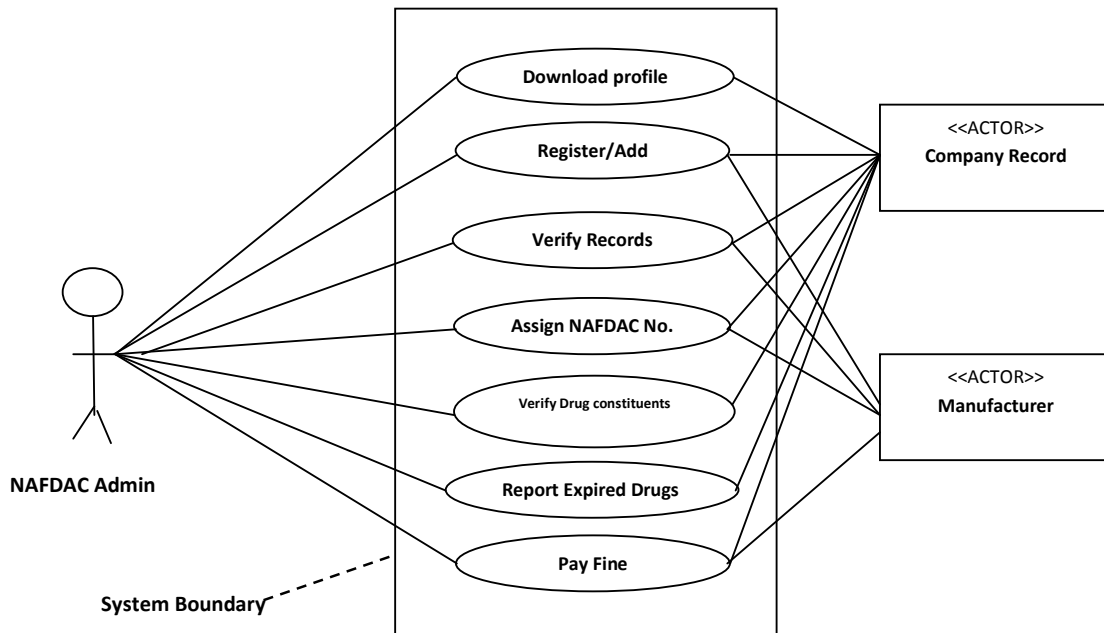 Download profile
Register/Add
Verify Records
Assign NAFDAC No.
Verify Drug constituents
Report Expired Drugs
Pay Fine
<<ACTOR>>
Company Record
<<ACTOR>>
Manufacturer
NAFDAC Admin
System Boundary